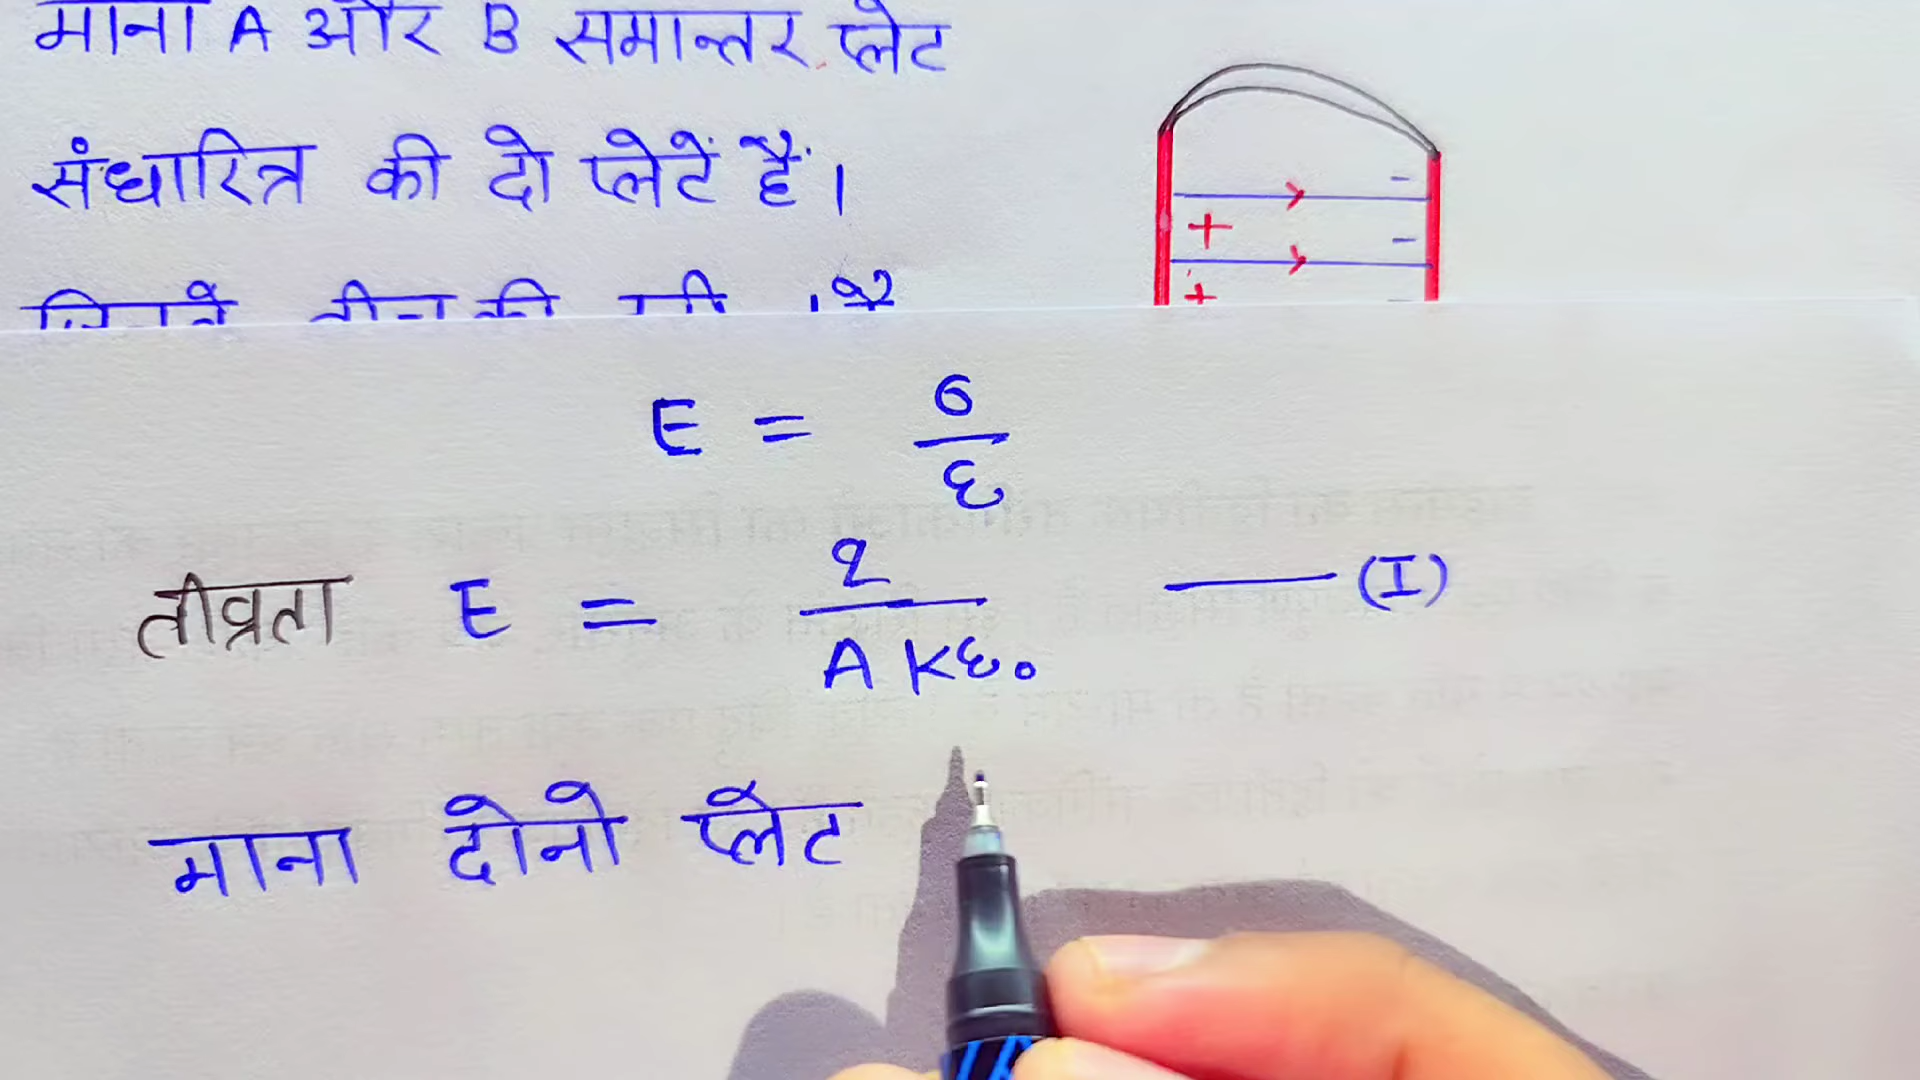 माना A और B समान्तर प्लेट
संधारित्र की दो प्लेटें हैं।
+ -
-
+ -
E = σ/ε
तीव्रता E = q/AKε₀ —— (I)
माना दोनो प्लेट